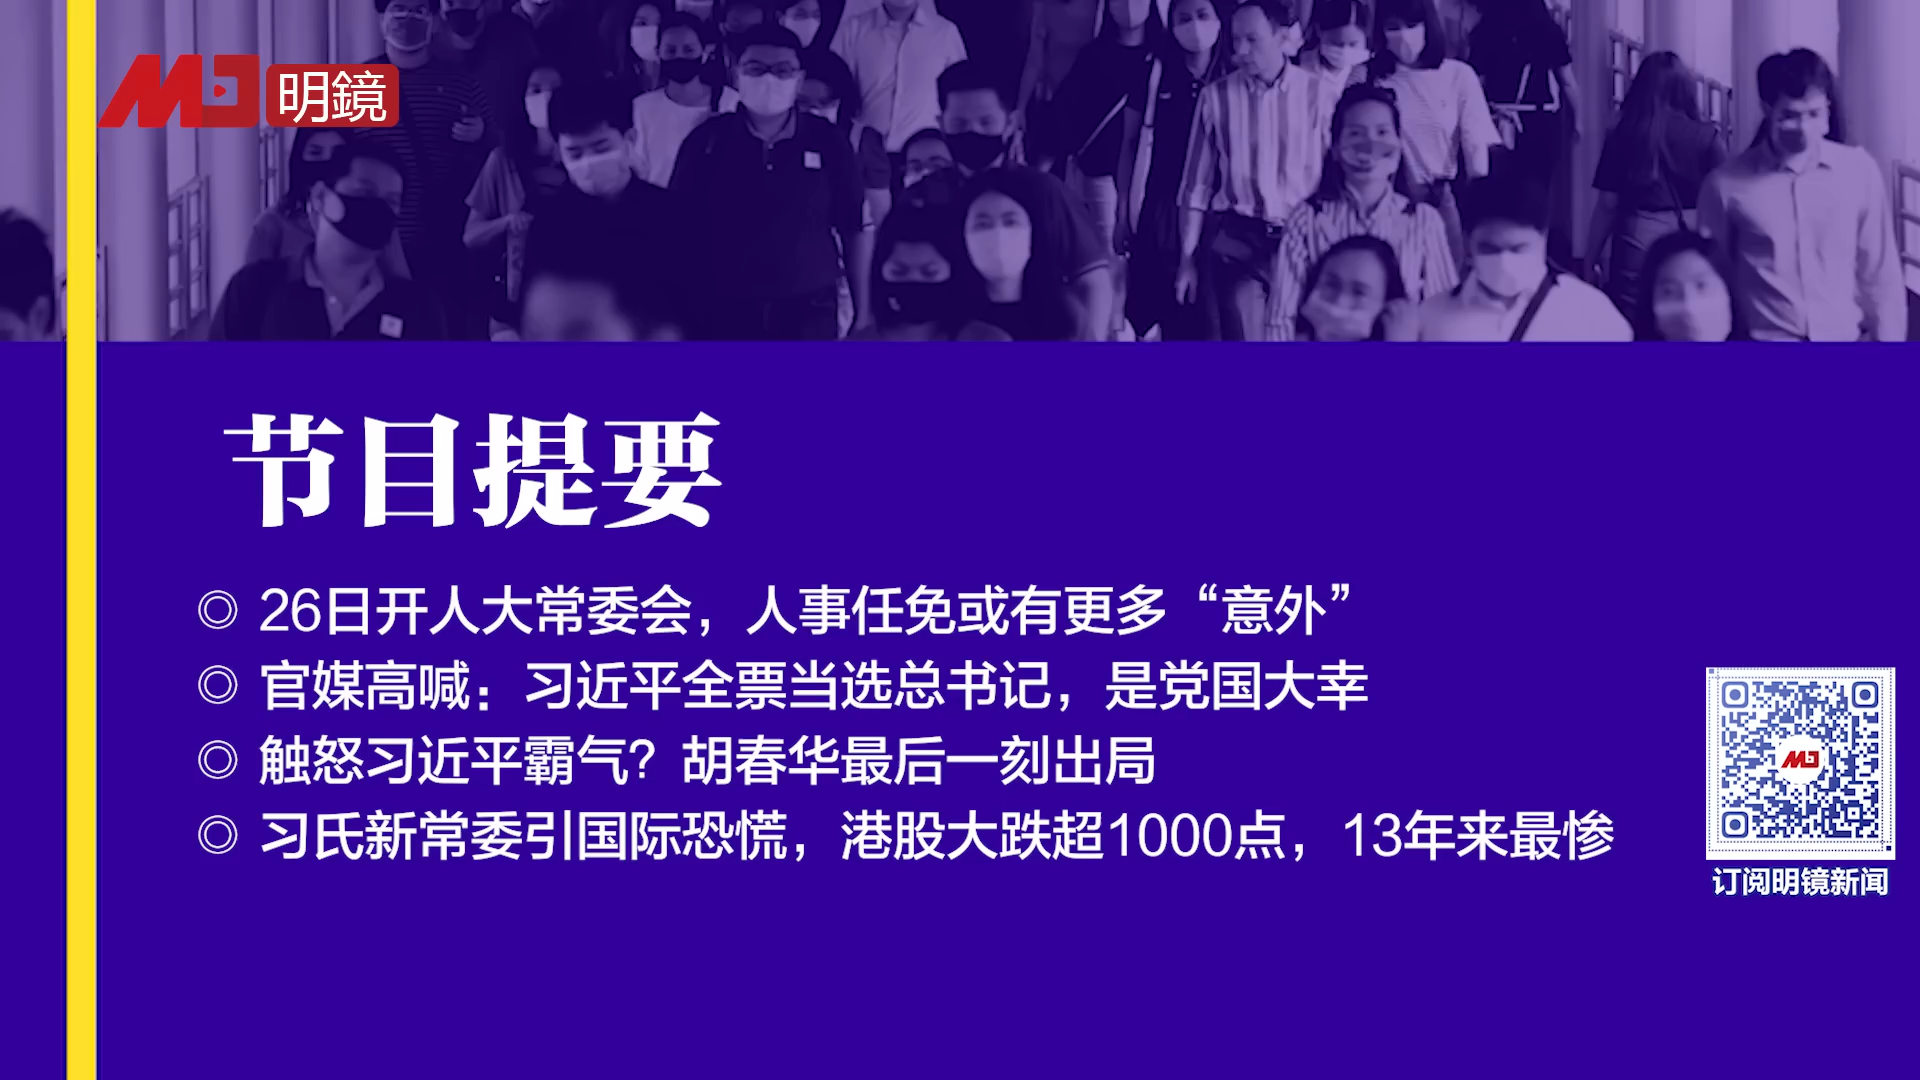 明鏡
节目提要
◎ 26日开人大常委会，人事任免或有更多“意外”
◎ 官媒高喊：习近平全票当选总书记，是党国大幸
◎ 触怒习近平霸气？胡春华最后一刻出局
◎ 习氏新常委引国际恐慌，港股大跌超1000点，13年来最惨
订阅明镜新闻